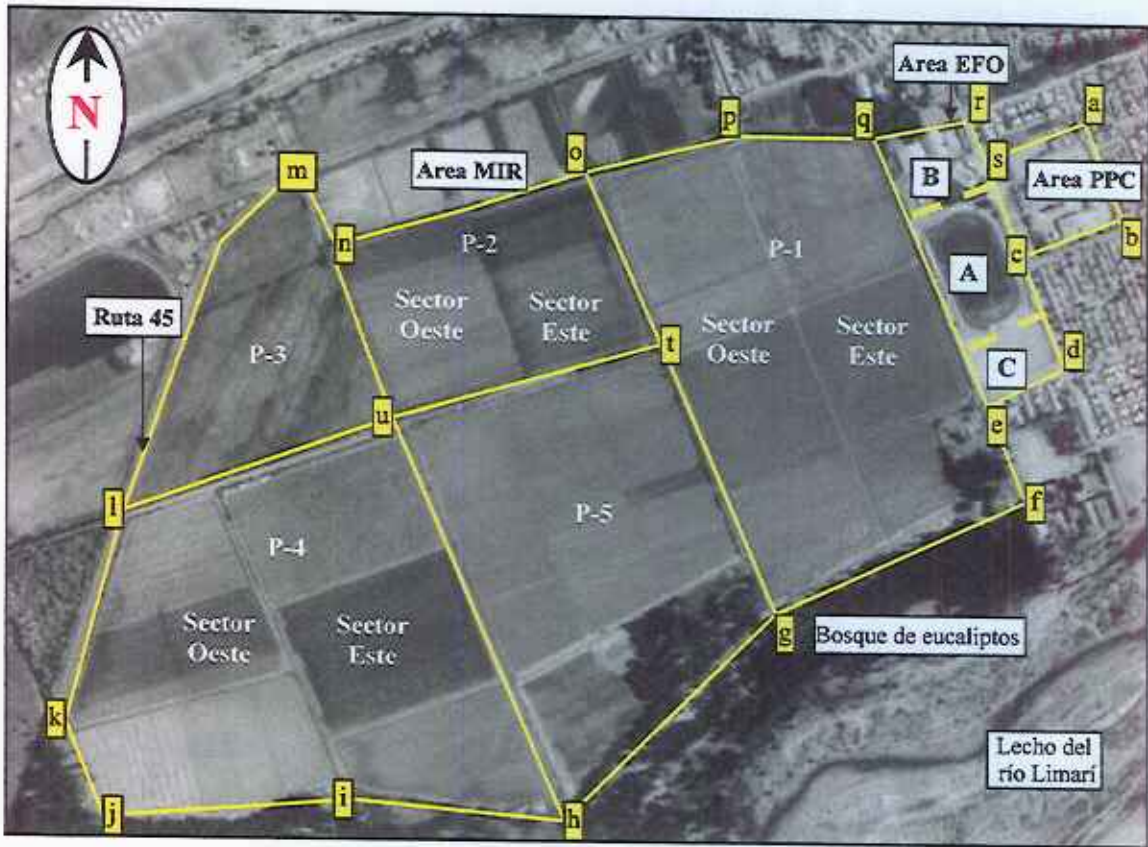 N
Area EFO
r
a
p
q
m
o
s
Area MIR
B
Area PPC
n
P-2
P-1
b
c
A
Ruta 45
Sector
Oeste
Sector
Este
P-3
t
Sector
Oeste
Sector
Este
d
C
u
e
l
P-5
f
P-4
Sector
Oeste
Sector
Este
g
Bosque de eucaliptos
k
Lecho del
río Limarí
j
i
h